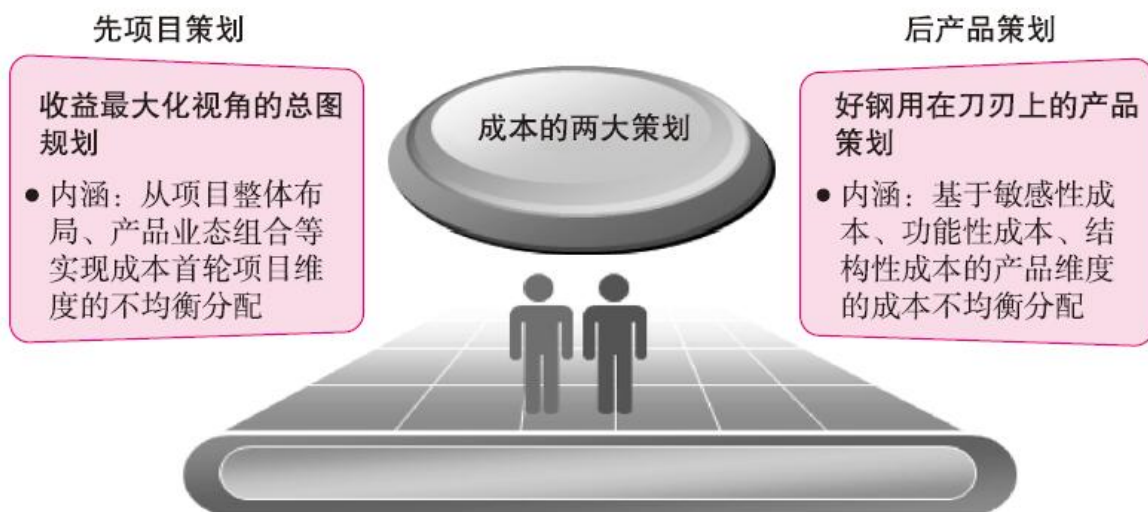 先项目策划
收益最大化视角的总图
规划
● 内涵：从项目整体布
局、产品业态组合等
实现成本首轮项目维
度的不均衡分配
成本的两大策划
后产品策划
好钢用在刀刃上的产品
策划
● 内涵：基于敏感性成
本、功能性成本、结
构性成本的产品维度
的成本不均衡分配